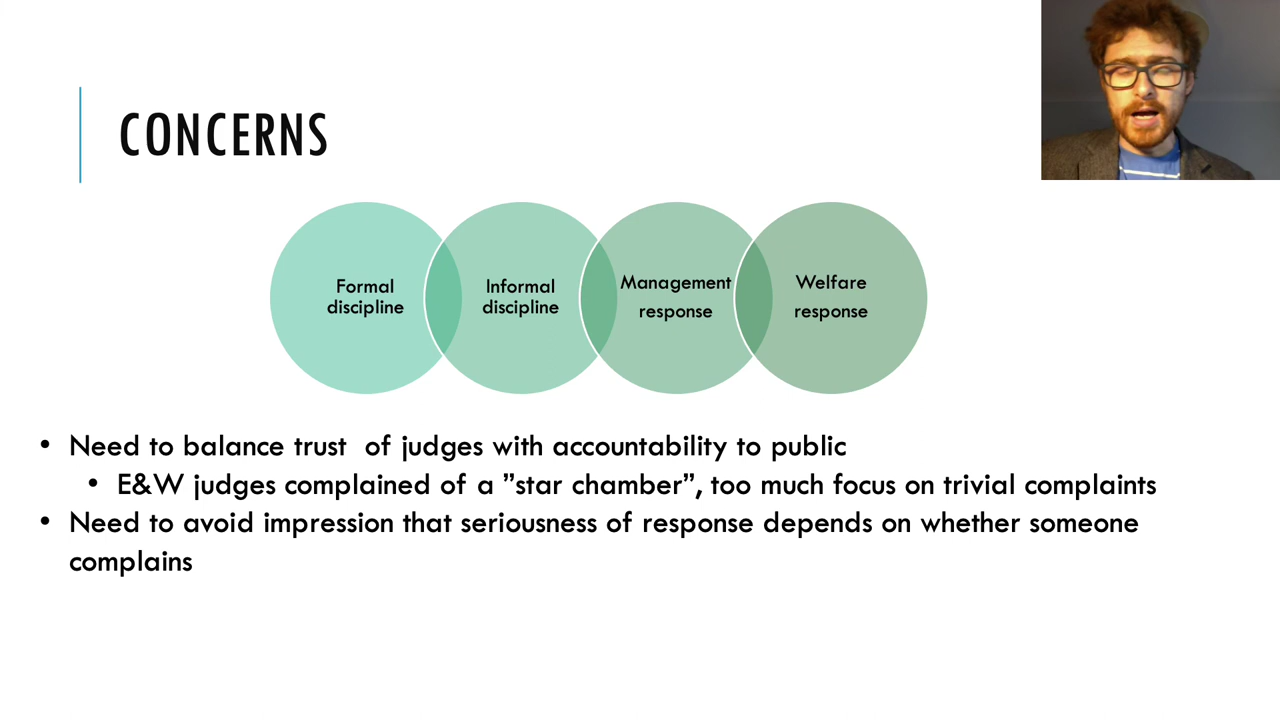 CONCERNS
Formal
discipline
Informal
discipline
Management
response
Welfare
response
• Need to balance trust  of judges with accountability to public
• E&W judges complained of a ”star chamber”, too much focus on trivial complaints
• Need to avoid impression that seriousness of response depends on whether someone
complains